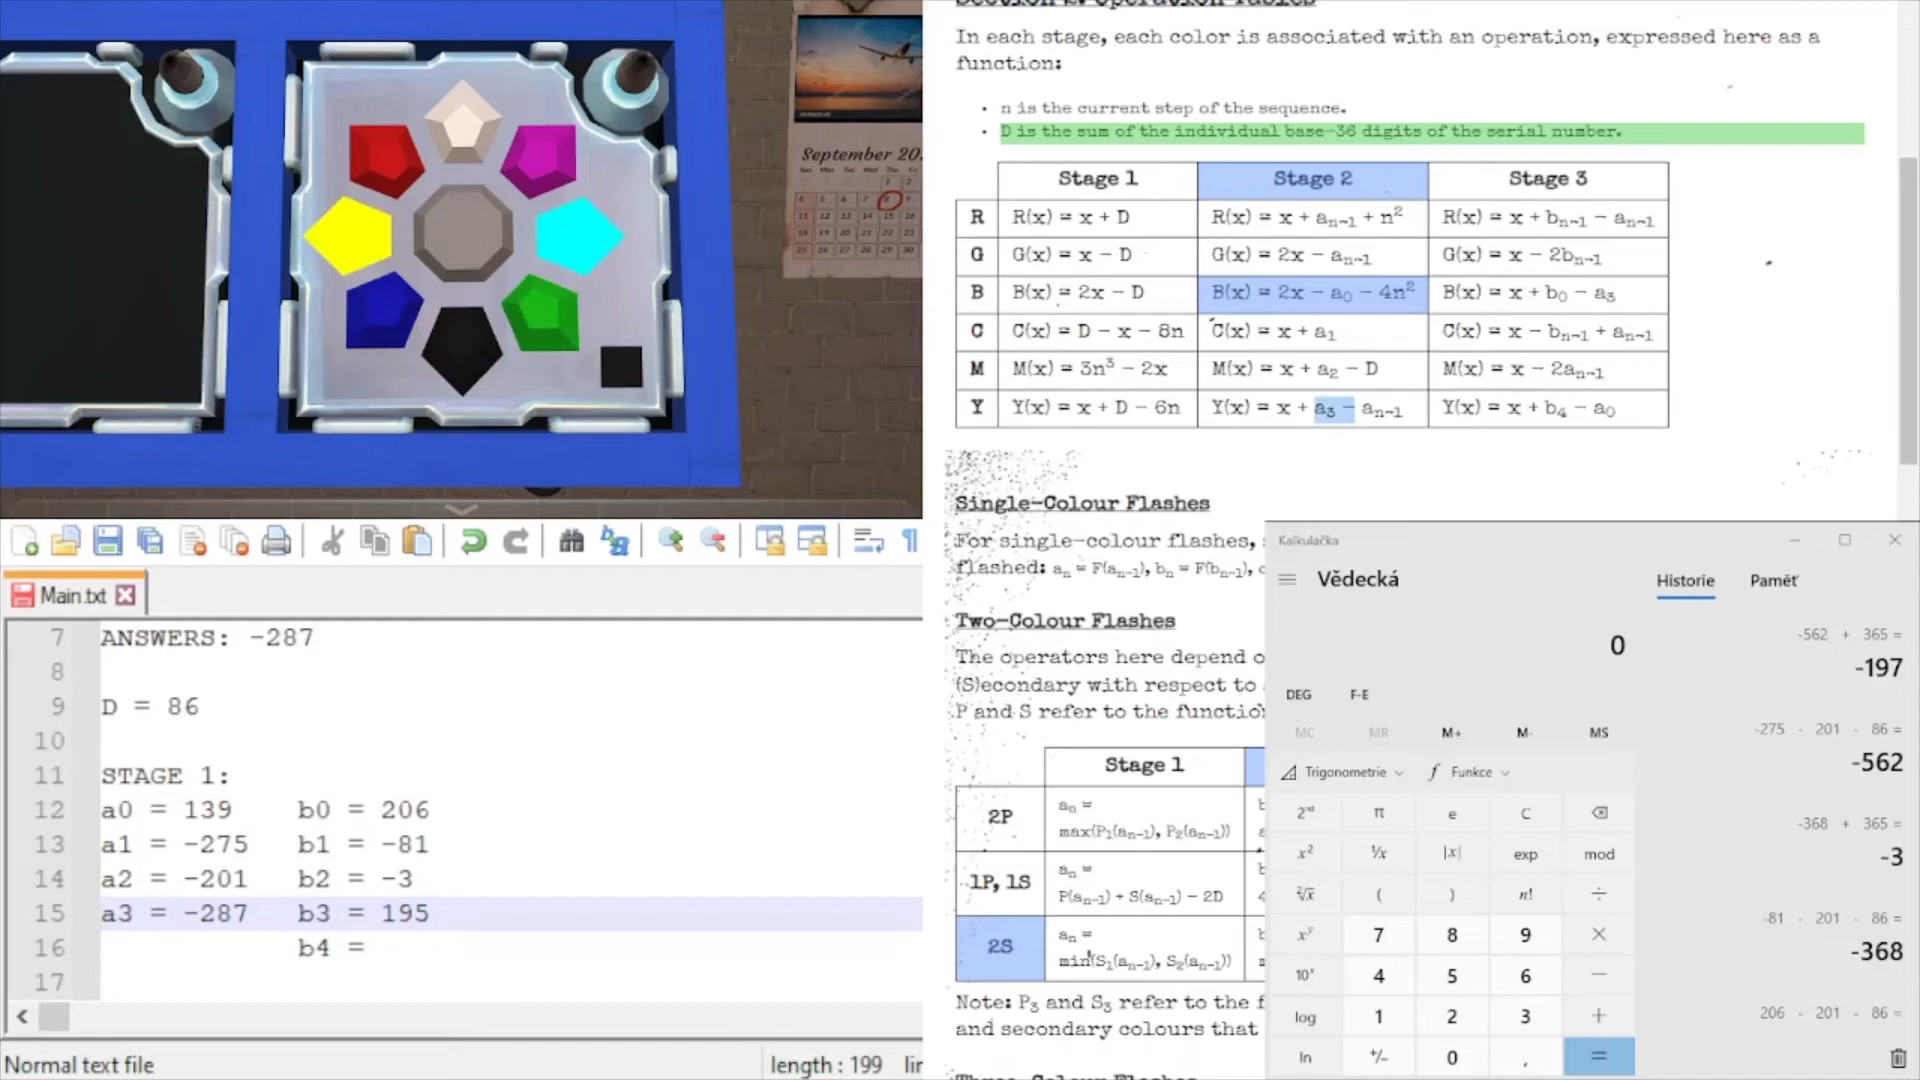 September 20
Section 2: Operation Tables
In each stage, each color is associated with an operation, expressed here as a
function:
• n is the current step of the sequence.
• D is the sum of the individual base-36 digits of the serial number.
Stage 1 Stage 2 Stage 3
R R(x) = x + D R(x) = x + aₙ₋₁ + n² R(x) = x + bₙ₋₁ − aₙ₋₁
G G(x) = x − D G(x) = 2x − aₙ₋₁ G(x) = x − 2bₙ₋₁
B B(x) = 2x − D B(x) = 2x − a₀ − 4n² B(x) = x + b₀ − a₃
C C(x) = D − x − 8n C(x) = x + a₁ C(x) = x − bₙ₋₁ + aₙ₋₁
M M(x) = 3n³ − 2x M(x) = x + a₂ − D M(x) = x − 2aₙ₋₁
Y Y(x) = x + D − 6n Y(x) = x + a₃ − aₙ₋₁ Y(x) = x + b₄ − a₀
Single-Colour Flashes
For single-colour flashes,
flashed: aₙ = F(aₙ₋₁), bₙ = F(bₙ₋₁),
Two-Colour Flashes
The operators here depend o
(S)econdary with respect to
P and S refer to the function
Stage 1
2P aₙ =
max(P₁(aₙ₋₁), P₂(aₙ₋₁))
1P, 1S aₙ =
P(aₙ₋₁) + S(aₙ₋₁) − 2D
2S aₙ =
min(S₁(aₙ₋₁), S₂(aₙ₋₁))
Note: P₃ and S₃ refer to the f
and secondary colours that
Three-Colour Flashes
Main.txt
7 ANSWERS: -287
8
9 D = 86
10
11 STAGE 1:
12 a0 = 139 b0 = 206
13 a1 = -275 b1 = -81
14 a2 = -201 b2 = -3
15 a3 = -287 b3 = 195
16 b4 =
17
Normal text file length : 199 lin
Kalkulačka
Vědecká
Historie Paměť
0
DEG F-E
MC MR M+ M- MS
Trigonometrie f Funkce
2ⁿᵈ π e C
x² ¹/x |x| exp mod
²√x ( ) n! ÷
xʸ 7 8 9 ×
10ˣ 4 5 6 −
log 1 2 3 +
ln +/− 0 , =
-562 + 365 =
-197
-275 - 201 - 86 =
-562
-368 + 365 =
-3
-81 - 201 - 86 =
-368
206 - 201 - 86 =